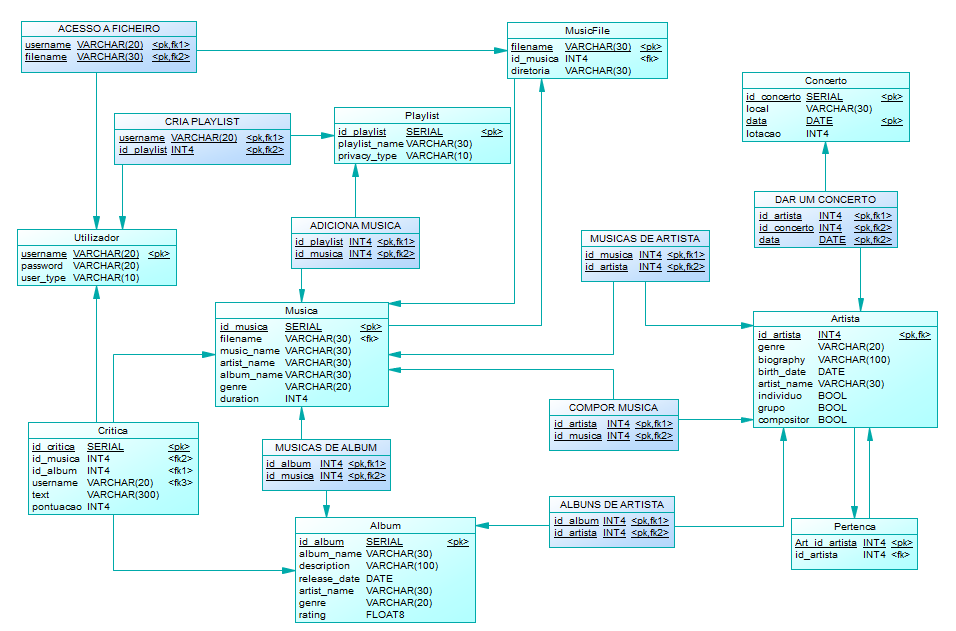 ACESSO A FICHEIRO
username VARCHAR(20) <pk,fk1>
filename VARCHAR(30) <pk,fk2>
MusicFile
filename VARCHAR(30) <pk>
id_musica INT4 <fk>
diretoria VARCHAR(30)
Concerto
id_concerto SERIAL <pk>
local VARCHAR(30)
data DATE <pk>
lotacao INT4
CRIA PLAYLIST
username VARCHAR(20) <pk,fk1>
id_playlist INT4 <pk,fk2>
Playlist
id_playlist SERIAL <pk>
playlist_name VARCHAR(30)
privacy_type VARCHAR(10)
DAR UM CONCERTO
id_artista INT4 <pk,fk1>
id_concerto INT4 <pk,fk2>
data DATE <pk,fk2>
ADICIONA MUSICA
id_playlist INT4 <pk,fk1>
id_musica INT4 <pk,fk2>
Utilizador
username VARCHAR(20) <pk>
password VARCHAR(20)
user_type VARCHAR(10)
MUSICAS DE ARTISTA
id_musica INT4 <pk,fk1>
id_artista INT4 <pk,fk2>
Musica
id_musica SERIAL <pk>
filename VARCHAR(30) <fk>
music_name VARCHAR(30)
artist_name VARCHAR(30)
album_name VARCHAR(30)
genre VARCHAR(20)
duration INT4
Artista
id_artista INT4 <pk,fk>
genre VARCHAR(20)
biography VARCHAR(100)
birth_date DATE
artist_name VARCHAR(30)
individuo BOOL
grupo BOOL
compositor BOOL
COMPOR MUSICA
id_artista INT4 <pk,fk1>
id_musica INT4 <pk,fk2>
Critica
id_critica SERIAL <pk>
id_musica INT4 <fk2>
id_album INT4 <fk1>
username VARCHAR(20) <fk3>
text VARCHAR(300)
pontuacao INT4
MUSICAS DE ALBUM
id_album INT4 <pk,fk1>
id_musica INT4 <pk,fk2>
ALBUNS DE ARTISTA
id_album INT4 <pk,fk1>
id_artista INT4 <pk,fk2>
Album
id_album SERIAL <pk>
album_name VARCHAR(30)
description VARCHAR(100)
release_date DATE
artist_name VARCHAR(30)
genre VARCHAR(20)
rating FLOAT8
Pertenca
Art_id_artista INT4 <pk>
id_artista INT4 <fk>